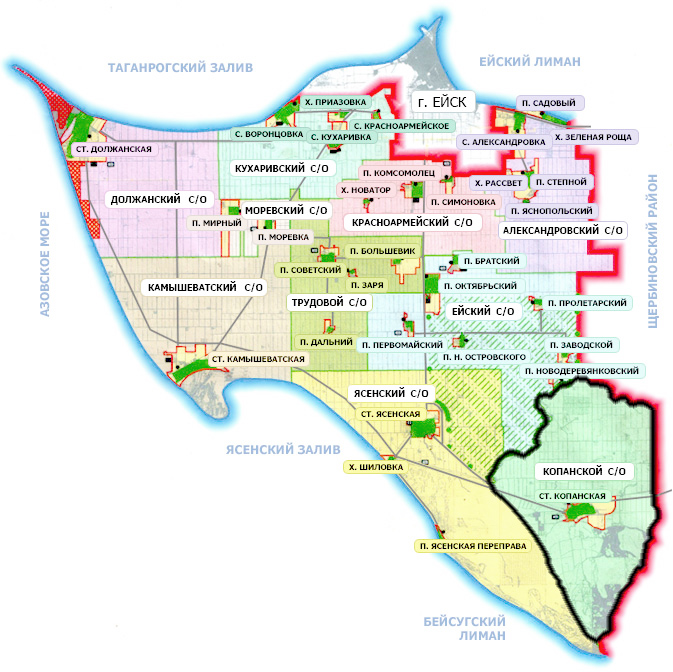 ТАГАНРОГСКИЙ ЗАЛИВ
ЕЙСКИЙ ЛИМАН
Х. ПРИАЗОВКА
г. ЕЙСК
П. САДОВЫЙ
С. КРАСНОАРМЕЙСКОЕ
С. ВОРОНЦОВКА
С. КУХАРИВКА
Х. ЗЕЛЕНАЯ РОЩА
С. АЛЕКСАНДРОВКА
СТ. ДОЛЖАНСКАЯ
КУХАРИВСКИЙ С/О
П. КОМСОМОЛЕЦ
Х. НОВАТОР
Х. РАССВЕТ
П. СТЕПНОЙ
ДОЛЖАНСКИЙ С/О
П. СИМОНОВКА
МОРЕВСКИЙ С/О
П. ЯСНОПОЛЬСКИЙ
П. МИРНЫЙ
КРАСНОАРМЕЙСКИЙ С/О
АЛЕКСАНДРОВСКИЙ С/О
П. МОРЕВКА
АЗОВСКОЕ МОРЕ
ЩЕРБИНОВСКИЙ РАЙОН
П. БОЛЬШЕВИК
П. БРАТСКИЙ
П. СОВЕТСКИЙ
П. ЗАРЯ
П. ОКТЯБРЬСКИЙ
КАМЫШЕВАТСКИЙ С/О
ТРУДОВОЙ С/О
П. ПРОЛЕТАРСКИЙ
ЕЙСКИЙ С/О
П. ДАЛЬНИЙ
П. ПЕРВОМАЙСКИЙ
П. ЗАВОДСКОЙ
П. Н. ОСТРОВСКОГО
СТ. КАМЫШЕВАТСКАЯ
П. НОВОДЕРЕВЯНКОВСКИЙ
ЯСЕНСКИЙ С/О
СТ. ЯСЕНСКАЯ
ЯСЕНСКИЙ ЗАЛИВ
Х. ШИЛОВКА
КОПАНСКОЙ С/О
СТ. КОПАНСКАЯ
П. ЯСЕНСКАЯ ПЕРЕПРАВА
БЕЙСУГСКИЙ
ЛИМАН